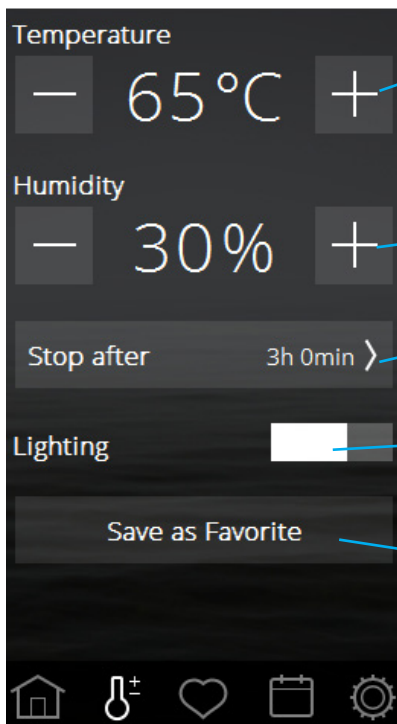 Temperature
65°C
Humidity
30%
Stop after 3h 0min
Lighting
Save as Favorite